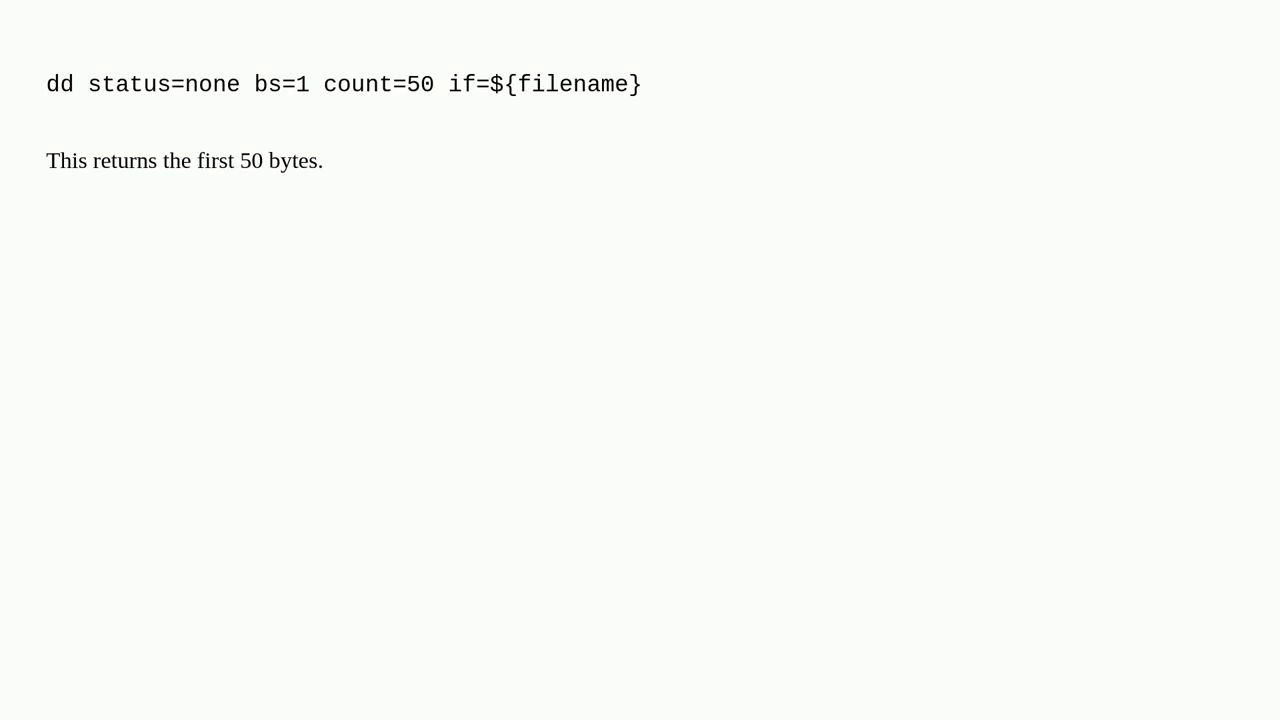 dd status=none bs=1 count=50 if=${filename}
This returns the first 50 bytes.